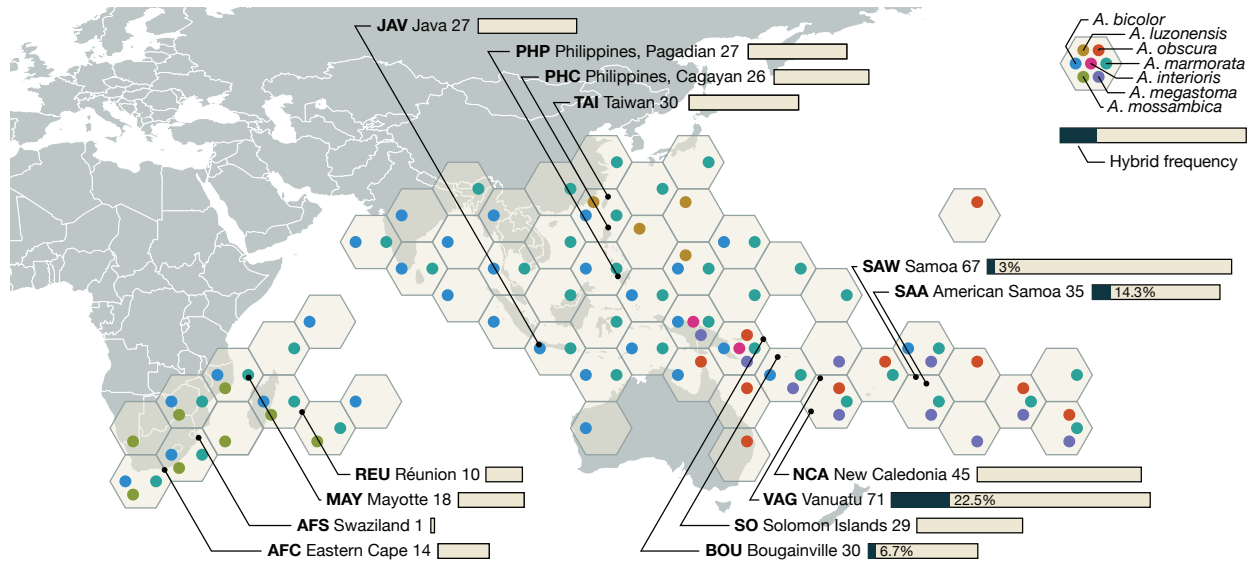 JAV Java 27
PHP Philippines, Pagadian 27
PHC Philippines, Cagayan 26
TAI Taiwan 30
A. bicolor
A. luzonensis
A. obscura
A. marmorata
A. interioris
A. megastoma
A. mossambica
Hybrid frequency
SAW Samoa 67 3%
SAA American Samoa 35 14.3%
REU Réunion 10
MAY Mayotte 18
AFS Swaziland 1
AFC Eastern Cape 14
NCA New Caledonia 45
VAG Vanuatu 71 22.5%
SO Solomon Islands 29
BOU Bougainville 30 6.7%